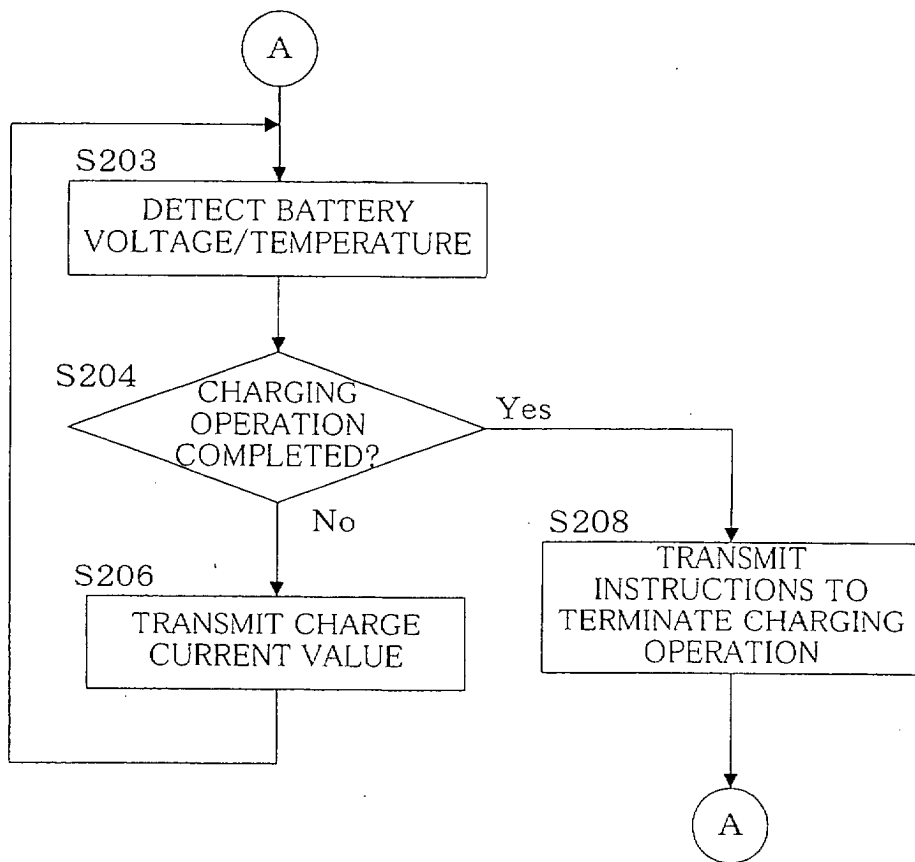 A
S203
DETECT BATTERY
VOLTAGE/TEMPERATURE
S204
CHARGING
OPERATION
COMPLETED?
Yes
No
S206
TRANSMIT CHARGE
CURRENT VALUE
S208
TRANSMIT
INSTRUCTIONS TO
TERMINATE CHARGING
OPERATION
A